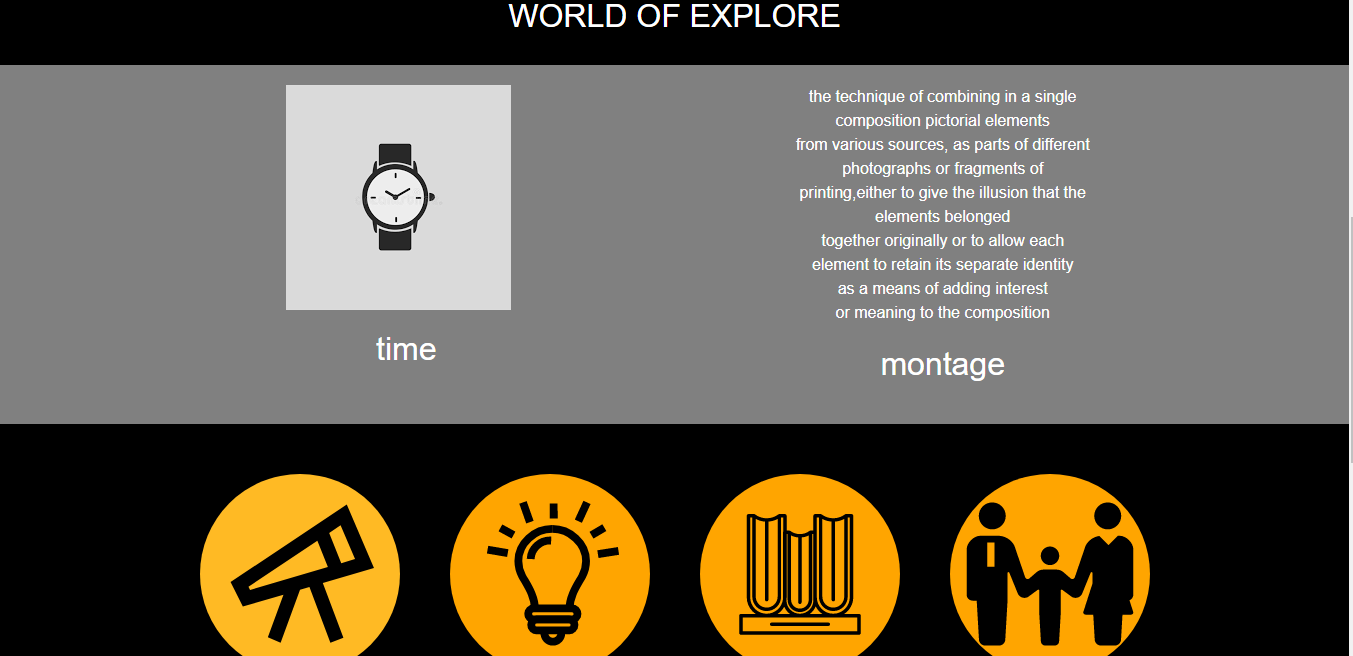 WORLD OF EXPLORE
time
the technique of combining in a single
composition pictorial elements
from various sources, as parts of different
photographs or fragments of
printing,either to give the illusion that the
elements belonged
together originally or to allow each
element to retain its separate identity
as a means of adding interest
or meaning to the composition
montage